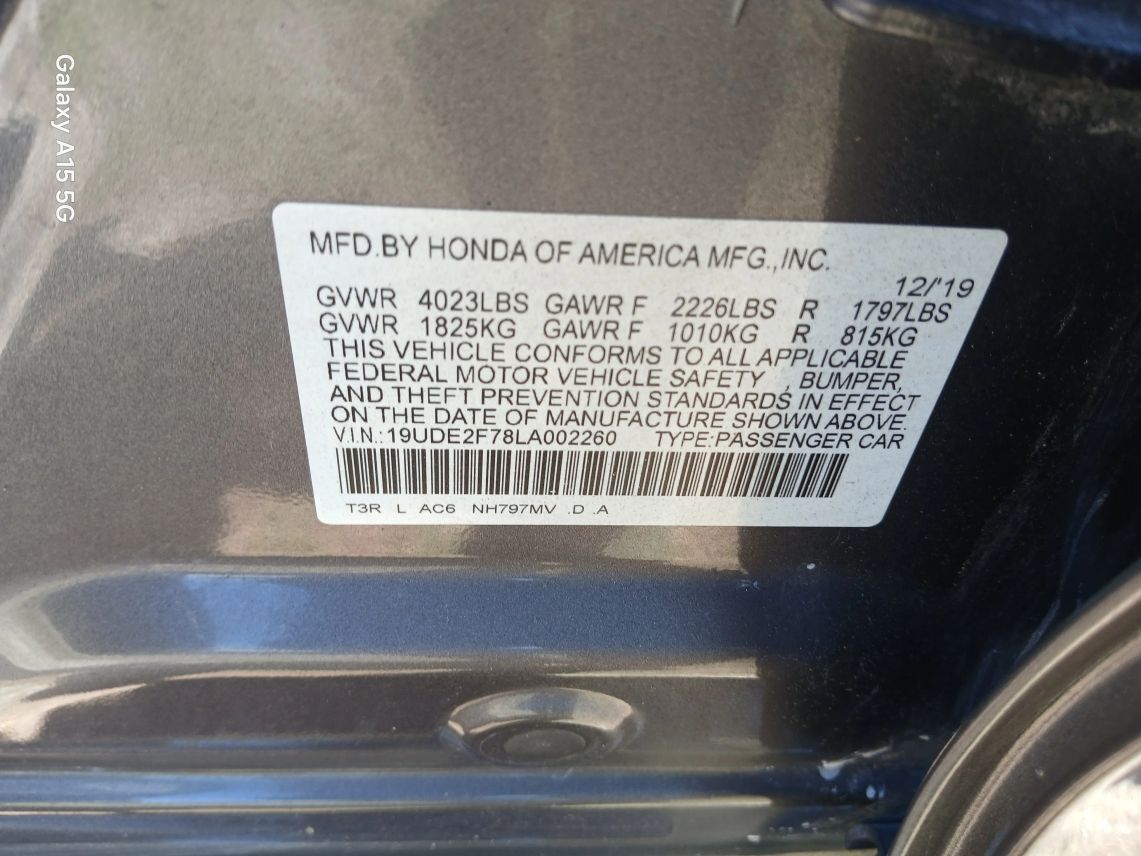 Galaxy A15 5G
MFD.BY HONDA OF AMERICA MFG.,INC.
12/'19
GVWR 4023LBS GAWR F 2226LBS R 1797LBS
GVWR 1825KG GAWR F 1010KG R 815KG
THIS VEHICLE CONFORMS TO ALL APPLICABLE
FEDERAL MOTOR VEHICLE SAFETY , BUMPER,
AND THEFT PREVENTION STANDARDS IN EFFECT
ON THE DATE OF MANUFACTURE SHOWN ABOVE.
V.I.N.:19UDE2F78LA002260 TYPE:PASSENGER CAR
T3R L AC6 NH797MV .D .A